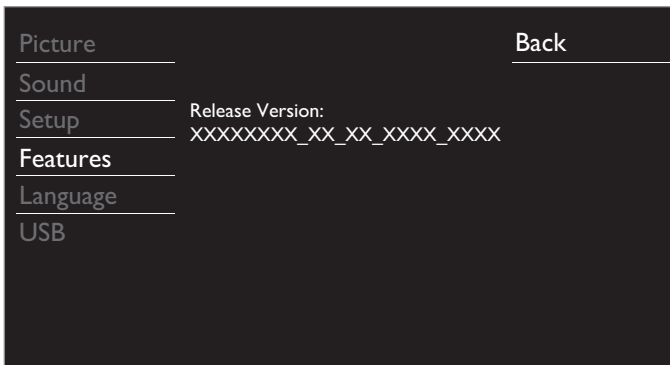 Picture
Sound
Setup
Features
Language
USB
Release Version:
XXXXXXXX_XX_XX_XXXX_XXXX
Back